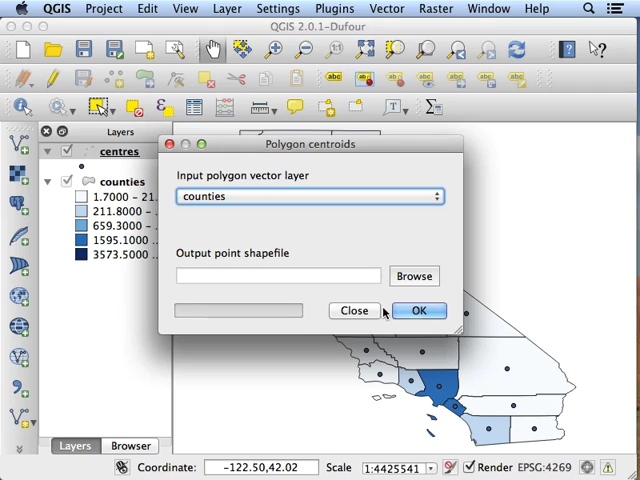 QGIS File Edit View Layer Settings Plugins Vector Raster Window Help
QGIS 2.0.1-Dufour
Layers
centres
counties
1.7000 - 21...
211.8000 -...
659.3000 -...
1595.1000 ...
3573.5000 ...
Polygon centroids
Input polygon vector layer
counties
Output point shapefile
Browse
Close
OK
Layers
Browser
Coordinate:
-122.50,42.02
Scale
1:4425541
Render
EPSG:4269